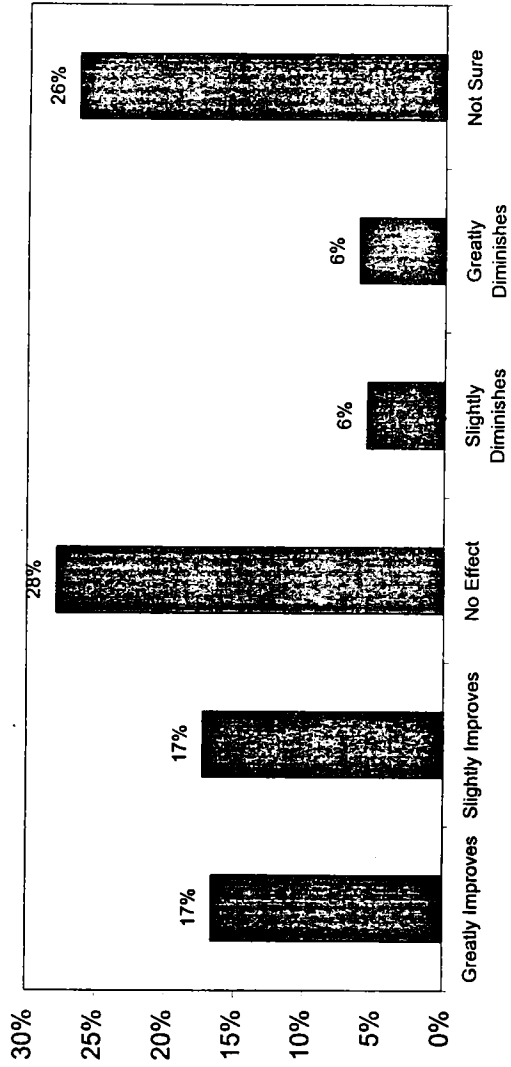 30%
25%
20%
15%
10%
5%
0%
17%
17%
28%
6%
6%
26%
Greatly Improves
Slightly Improves
No Effect
Slightly
Diminishes
Greatly
Diminishes
Not Sure